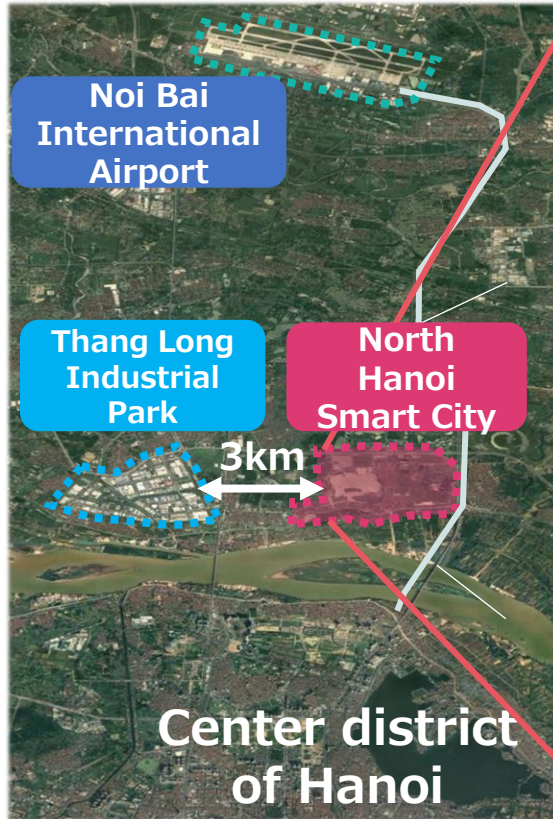 Noi Bai
International
Airport
Thang Long
Industrial
Park
North
Hanoi
Smart City
3km
Center district
of Hanoi